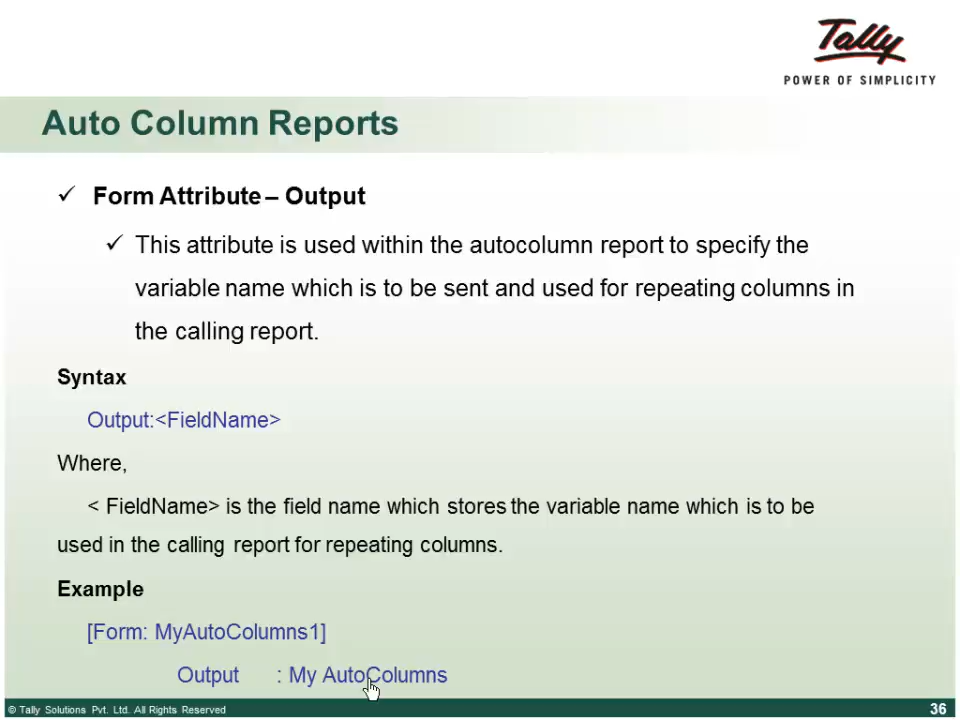 Tally
POWER OF SIMPLICITY
Auto Column Reports
✓ Form Attribute – Output
✓ This attribute is used within the autocolumn report to specify the
variable name which is to be sent and used for repeating columns in
the calling report.
Syntax
Output:<FieldName>
Where,
< FieldName> is the field name which stores the variable name which is to be
used in the calling report for repeating columns.
Example
[Form: MyAutoColumns1]
Output : My AutoColumns
© Tally Solutions Pvt. Ltd. All Rights Reserved
36